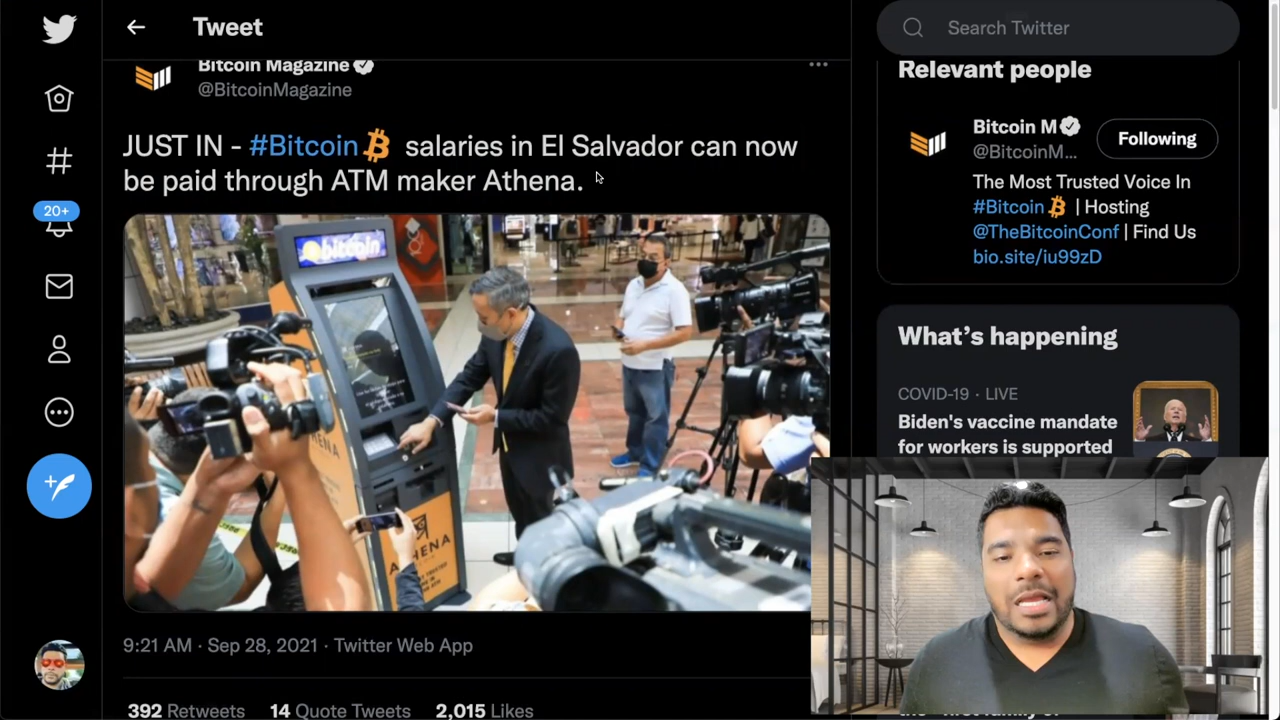 Tweet
Search Twitter
Bitcoin Magazine
@BitcoinMagazine
JUST IN - #Bitcoin salaries in El Salvador can now
be paid through ATM maker Athena.
bitcoin
ATHENA
9:21 AM · Sep 28, 2021 · Twitter Web App
392 Retweets 14 Quote Tweets 2,015 Likes
20+
Relevant people
Bitcoin M
@BitcoinM...
Following
The Most Trusted Voice In
#Bitcoin | Hosting
@TheBitcoinConf | Find Us
bio.site/iu99zD
What's happening
COVID-19 · LIVE
Biden's vaccine mandate
for workers is supported